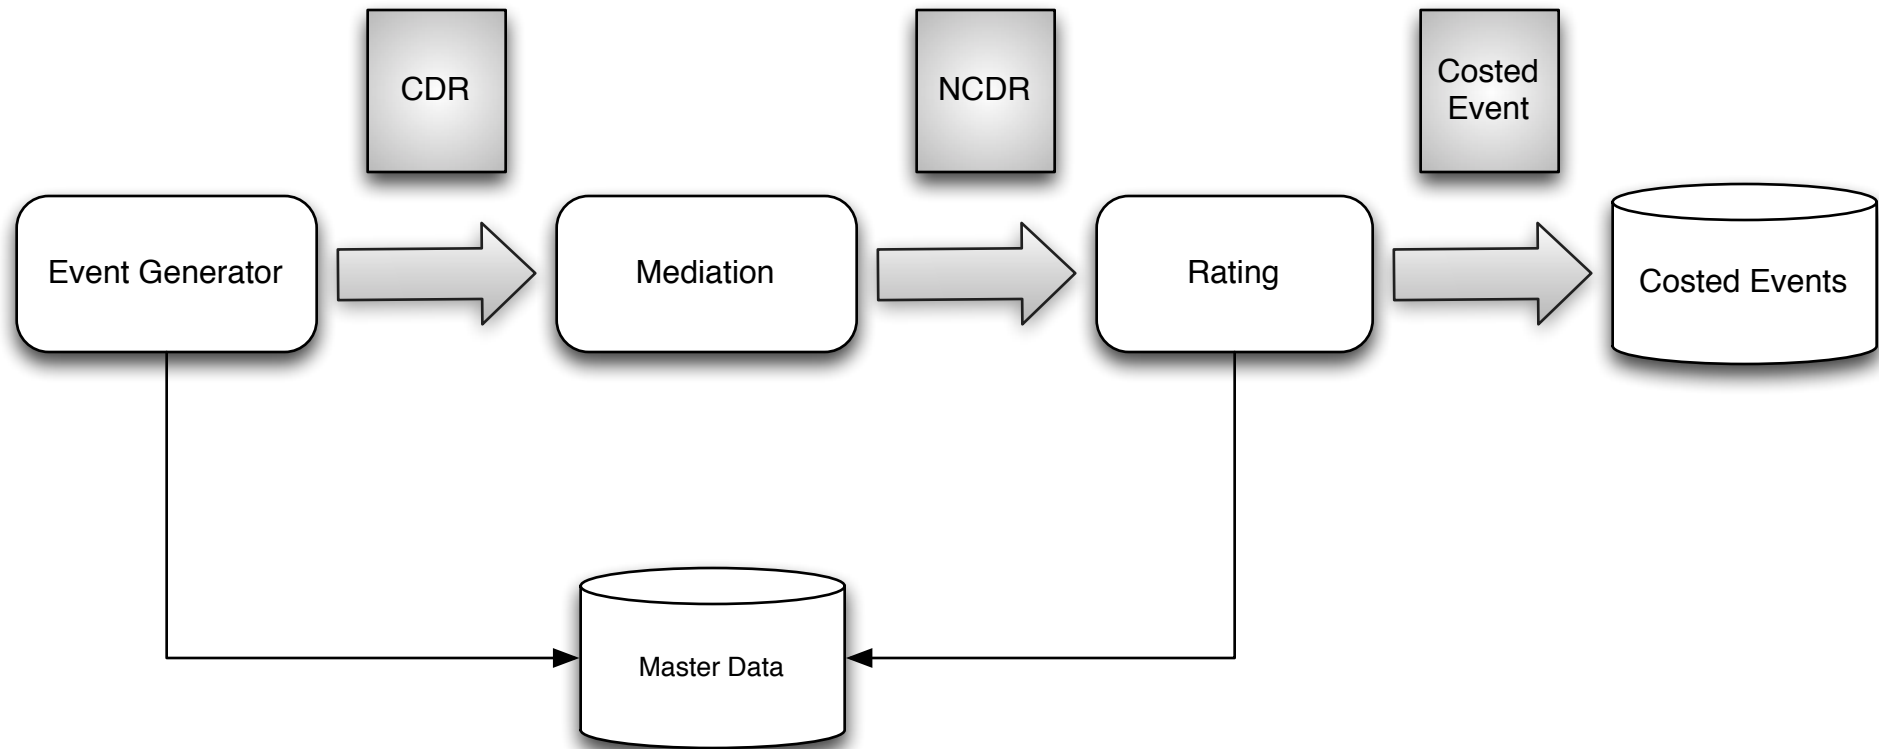 CDR
NCDR
Costed
Event
Event Generator
Mediation
Rating
Costed Events
Master Data